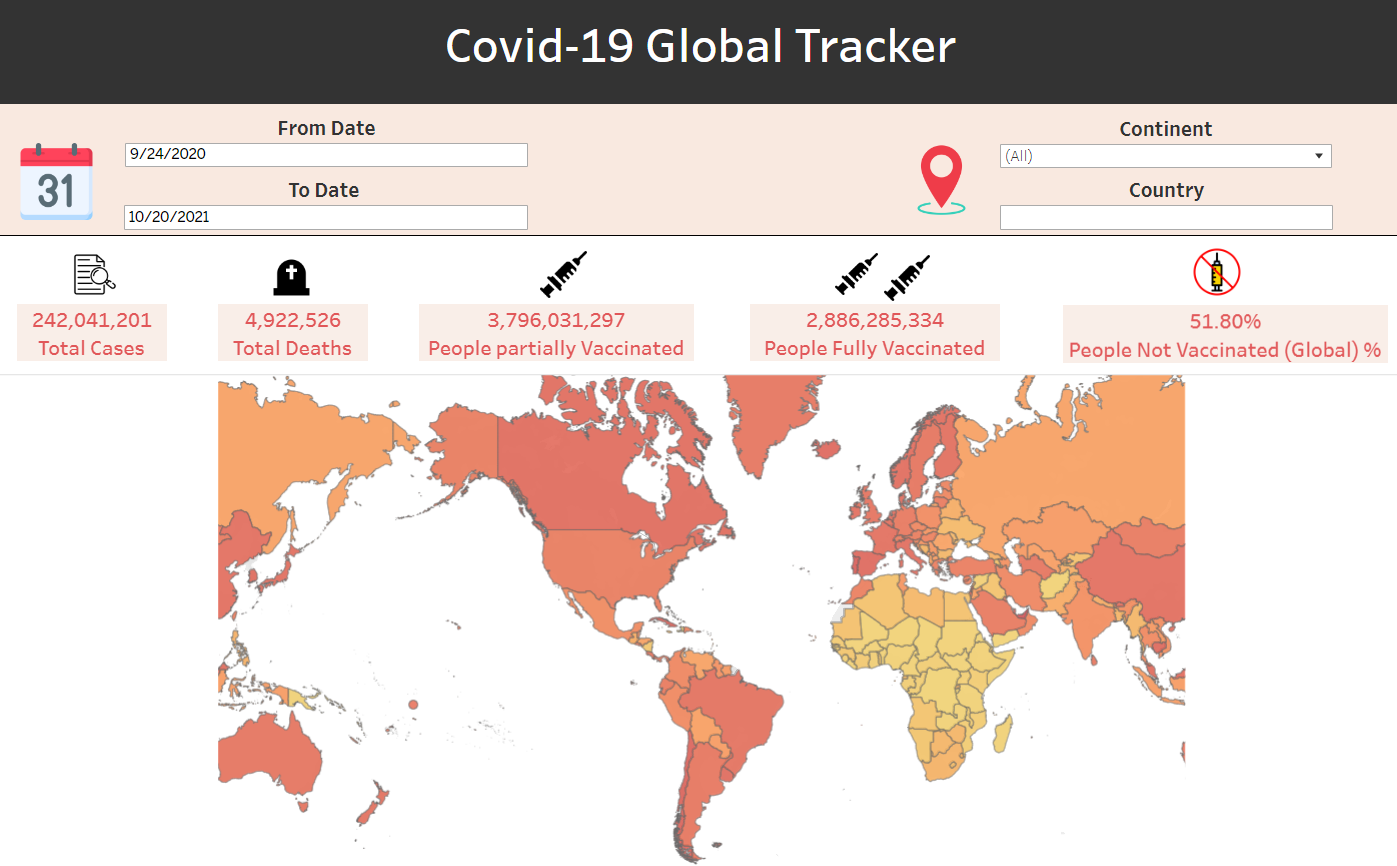 Covid-19 Global Tracker
From Date
9/24/2020
To Date
10/20/2021
31
Continent
(All)
Country
242,041,201
Total Cases
4,922,526
Total Deaths
3,796,031,297
People partially Vaccinated
2,886,285,334
People Fully Vaccinated
51.80%
People Not Vaccinated (Global) %